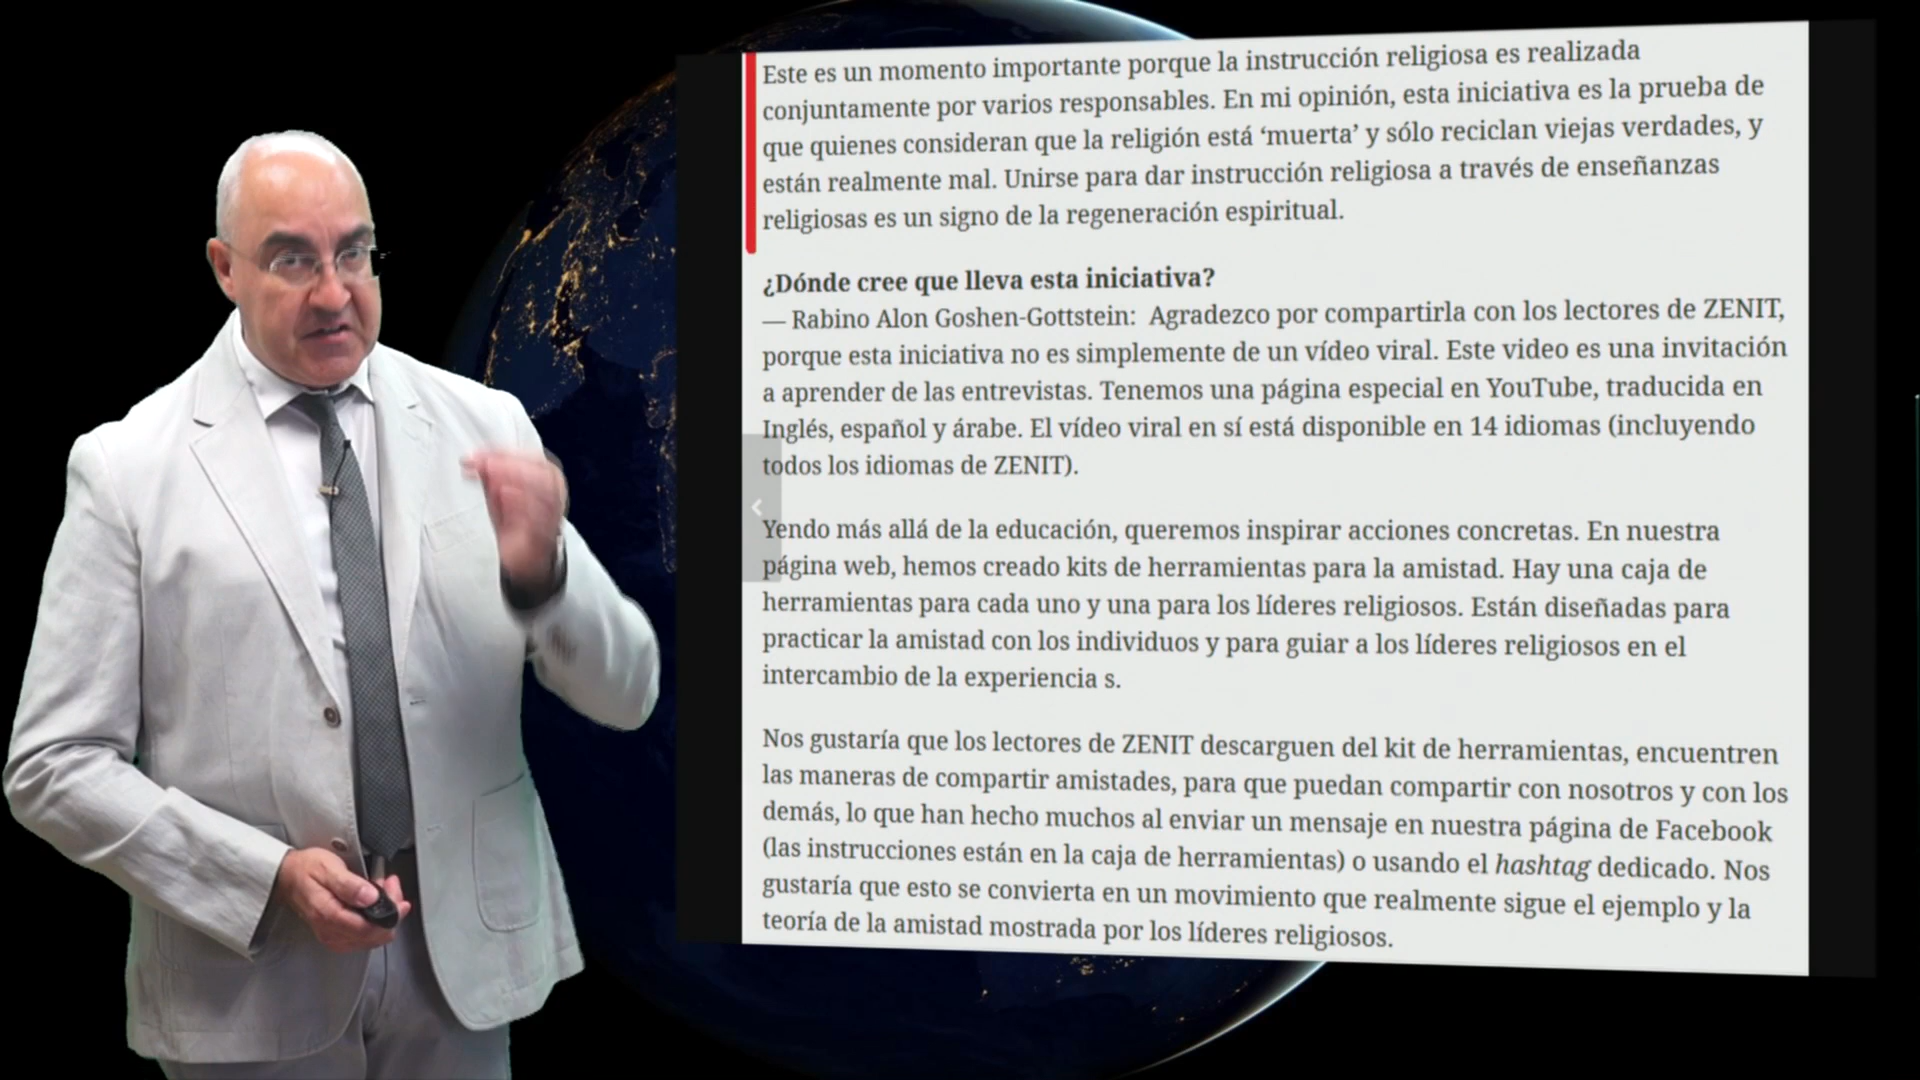 Este es un momento importante porque la instrucción religiosa es realizada
conjuntamente por varios responsables. En mi opinión, esta iniciativa es la prueba de
que quienes consideran que la religión está ‘muerta’ y sólo reciclan viejas verdades, y
están realmente mal. Unirse para dar instrucción religiosa a través de enseñanzas
religiosas es un signo de la regeneración espiritual.
¿Dónde cree que lleva esta iniciativa?
— Rabino Alon Goshen-Gottstein: Agradezco por compartirla con los lectores de ZENIT,
porque esta iniciativa no es simplemente de un vídeo viral. Este video es una invitación
a aprender de las entrevistas. Tenemos una página especial en YouTube, traducida en
Inglés, español y árabe. El vídeo viral en sí está disponible en 14 idiomas (incluyendo
todos los idiomas de ZENIT).
Yendo más allá de la educación, queremos inspirar acciones concretas. En nuestra
página web, hemos creado kits de herramientas para la amistad. Hay una caja de
herramientas para cada uno y una para los líderes religiosos. Están diseñadas para
practicar la amistad con los individuos y para guiar a los líderes religiosos en el
intercambio de la experiencia s.
Nos gustaría que los lectores de ZENIT descarguen del kit de herramientas, encuentren
las maneras de compartir amistades, para que puedan compartir con nosotros y con los
demás, lo que han hecho muchos al enviar un mensaje en nuestra página de Facebook
(las instrucciones están en la caja de herramientas) o usando el hashtag dedicado. Nos
gustaría que esto se convierta en un movimiento que realmente sigue el ejemplo y la
teoría de la amistad mostrada por los líderes religiosos.